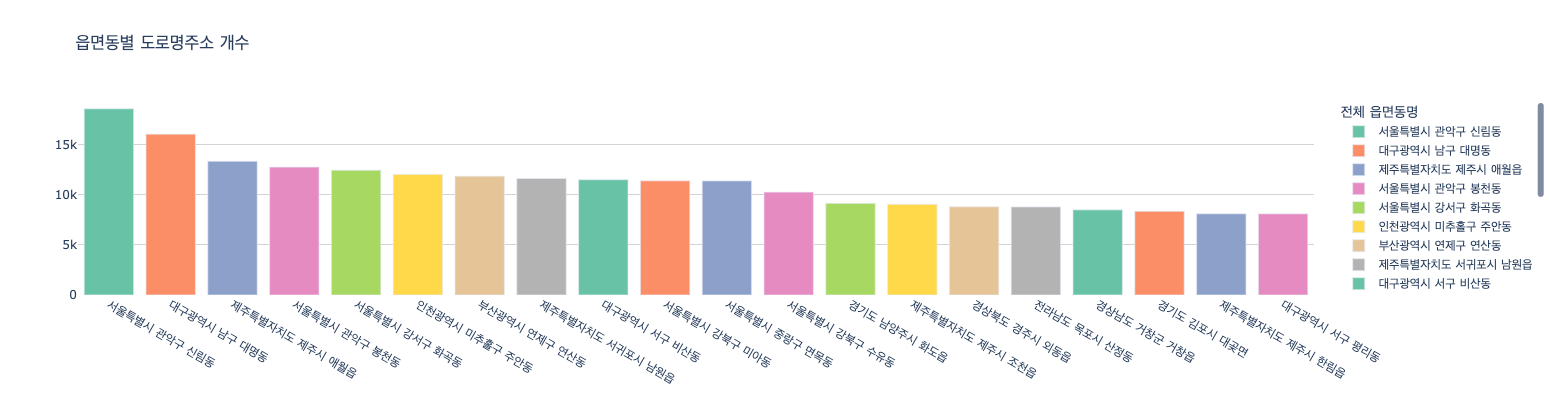 읍면동별 도로명주소 개수
15k
10k
5k
0
서울특별시 관악구 신림동
대구광역시 남구 대명동
제주특별자치도 제주시 애월읍
서울특별시 관악구 봉천동
서울특별시 강서구 화곡동
인천광역시 미추홀구 주안동
부산광역시 연제구 연산동
제주특별자치도 서귀포시 남원읍
대구광역시 서구 비산동
서울특별시 강북구 미아동
서울특별시 중랑구 면목동
서울특별시 강북구 수유동
경기도 남양주시 화도읍
제주특별자치도 제주시 조천읍
경상북도 경주시 외동읍
전라남도 목포시 산정동
경상남도 거창군 거창읍
경기도 김포시 대곶면
제주특별자치도 제주시 한림읍
대구광역시 서구 평리동
전체 읍면동명
서울특별시 관악구 신림동
대구광역시 남구 대명동
제주특별자치도 제주시 애월읍
서울특별시 관악구 봉천동
서울특별시 강서구 화곡동
인천광역시 미추홀구 주안동
부산광역시 연제구 연산동
제주특별자치도 서귀포시 남원읍
대구광역시 서구 비산동